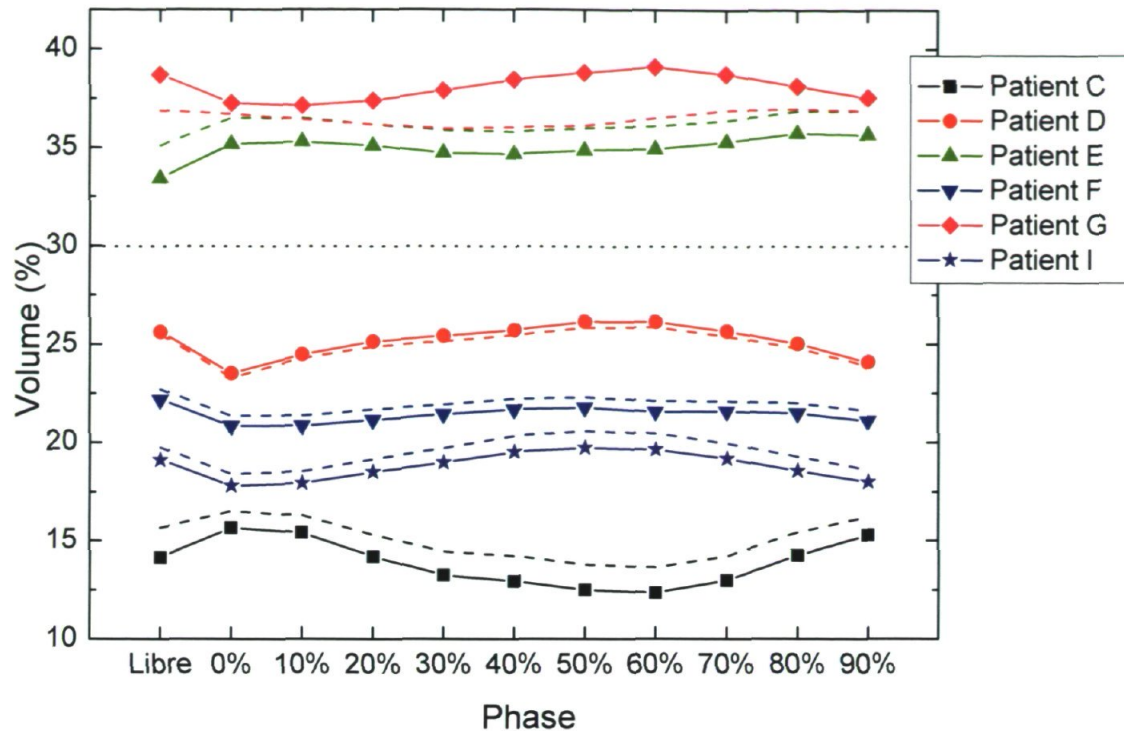 40
35
30
25
20
15
10
Volume (%)
Libre 0% 10% 20% 30% 40% 50% 60% 70% 80% 90%
Phase
Patient C
Patient D
Patient E
Patient F
Patient G
Patient I